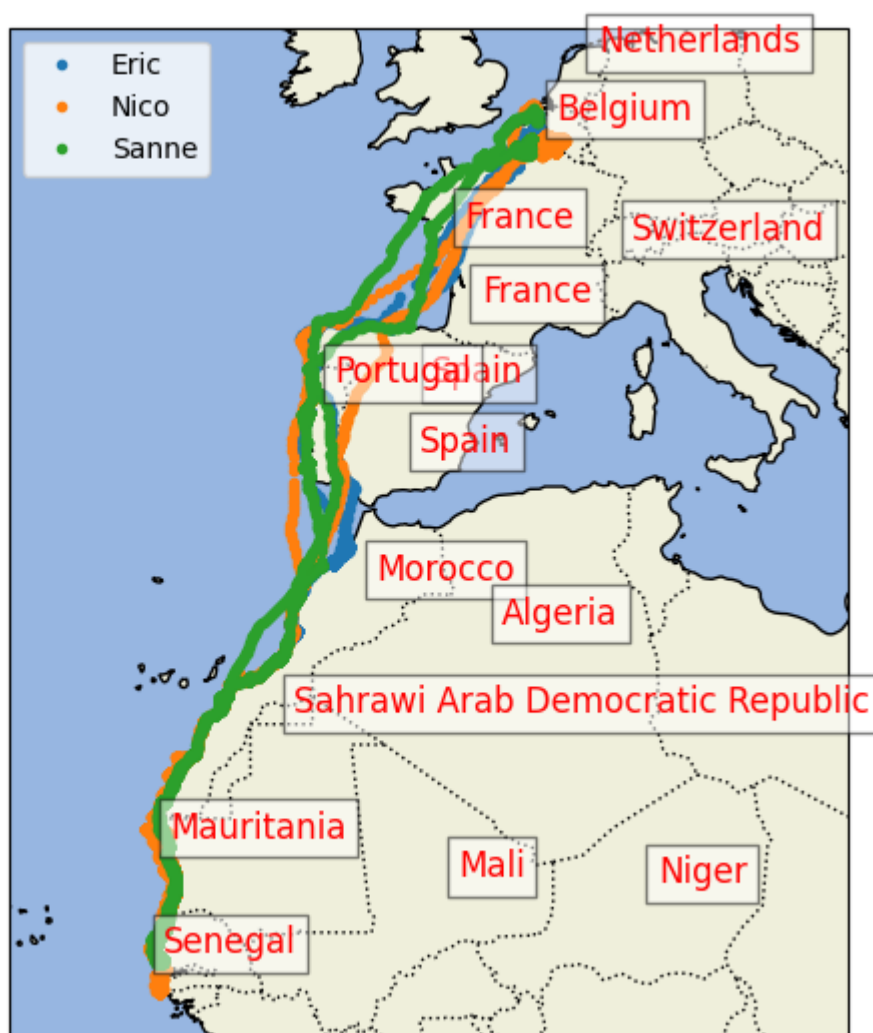 Eric
Nico
Sanne
Netherlands
Belgium
France
Switzerland
France
Portugal
Spain
Spain
Morocco
Algeria
Sahrawi Arab Democratic Republic
Mauritania
Mali
Niger
Senegal